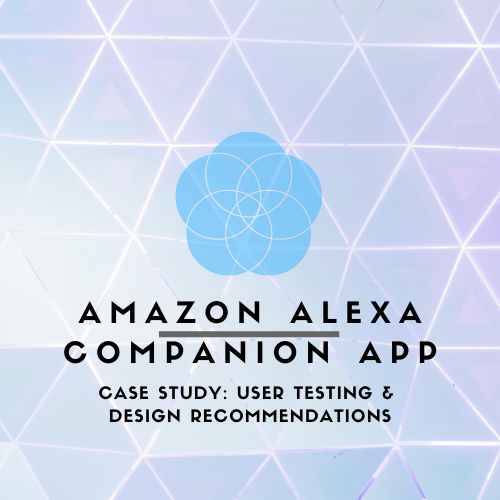 AMAZON ALEXA
COMPANION APP
CASE STUDY: USER TESTING &
DESIGN RECOMMENDATIONS